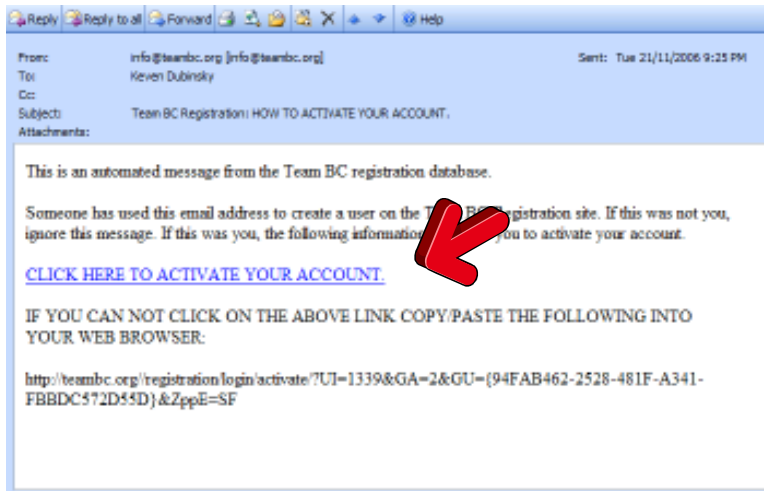 Reply Reply to all Forward Help
From: info@teambc.org [info@teambc.org] Sent: Tue 21/11/2006 9:25 PM
To: Keven Dubinsky
Cc:
Subject: Team BC Registration: HOW TO ACTIVATE YOUR ACCOUNT.
Attachments:
This is an automated message from the Team BC registration database.
Someone has used this email address to create a user on the T BC Registration site. If this was not you,
ignore this message. If this was you, the following information you to activate your account.
CLICK HERE TO ACTIVATE YOUR ACCOUNT.
IF YOU CAN NOT CLICK ON THE ABOVE LINK COPY/PASTE THE FOLLOWING INTO
YOUR WEB BROWSER:
http://teambc.org//registration/login/activate/?UI=1339&GA=2&GU={94FAB462-2528-481F-A341-
FBBDC572D55D}&ZppE=SF